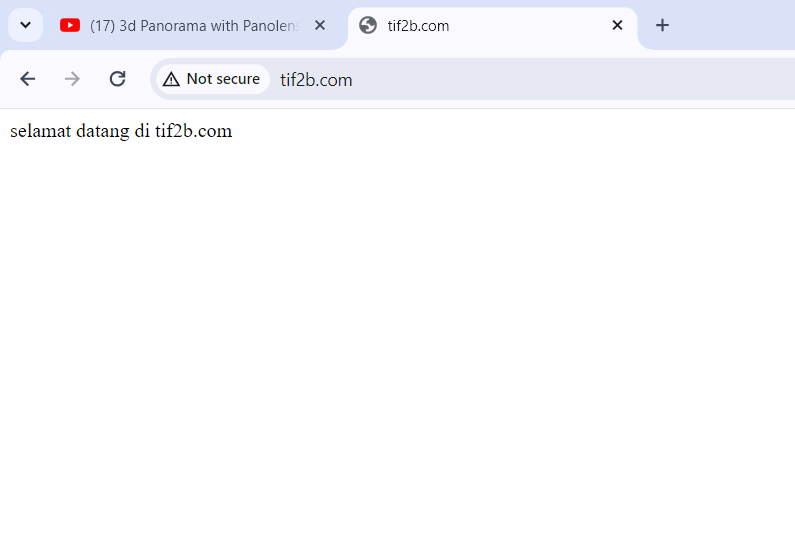 (17) 3d Panorama with Panolens
tif2b.com
Not secure
tif2b.com
selamat datang di tif2b.com